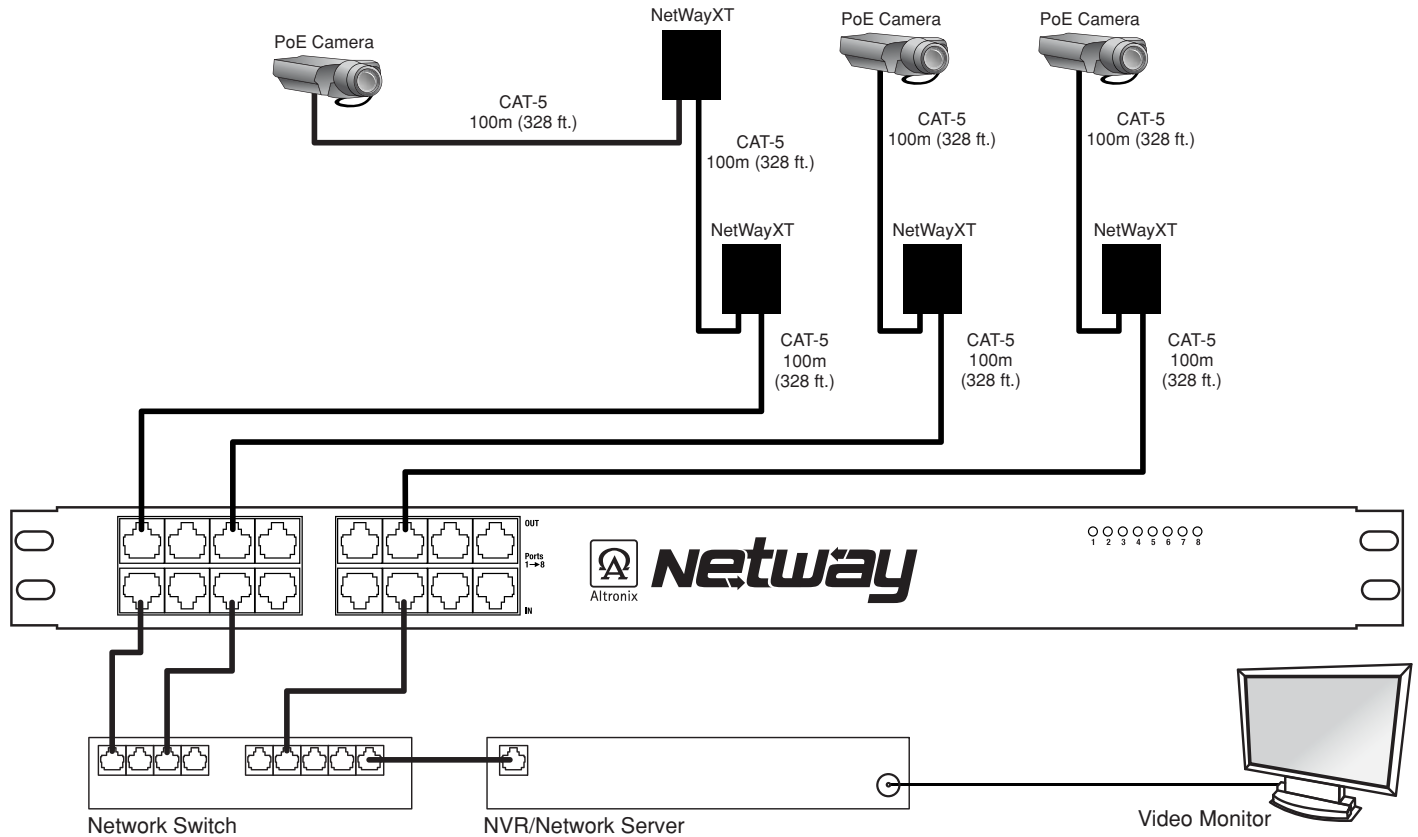 NetWayXT
PoE Camera
PoE Camera
PoE Camera
CAT-5
100m (328 ft.)
CAT-5
100m (328 ft.)
CAT-5
100m (328 ft.)
CAT-5
100m (328 ft.)
NetWayXT
NetWayXT
NetWayXT
CAT-5
100m
(328 ft.)
CAT-5
100m
(328 ft.)
CAT-5
100m
(328 ft.)
OUT
Ports
1→8
IN
Altronix
Netway
1 2 3 4 5 6 7 8
Network Switch
NVR/Network Server
Video Monitor